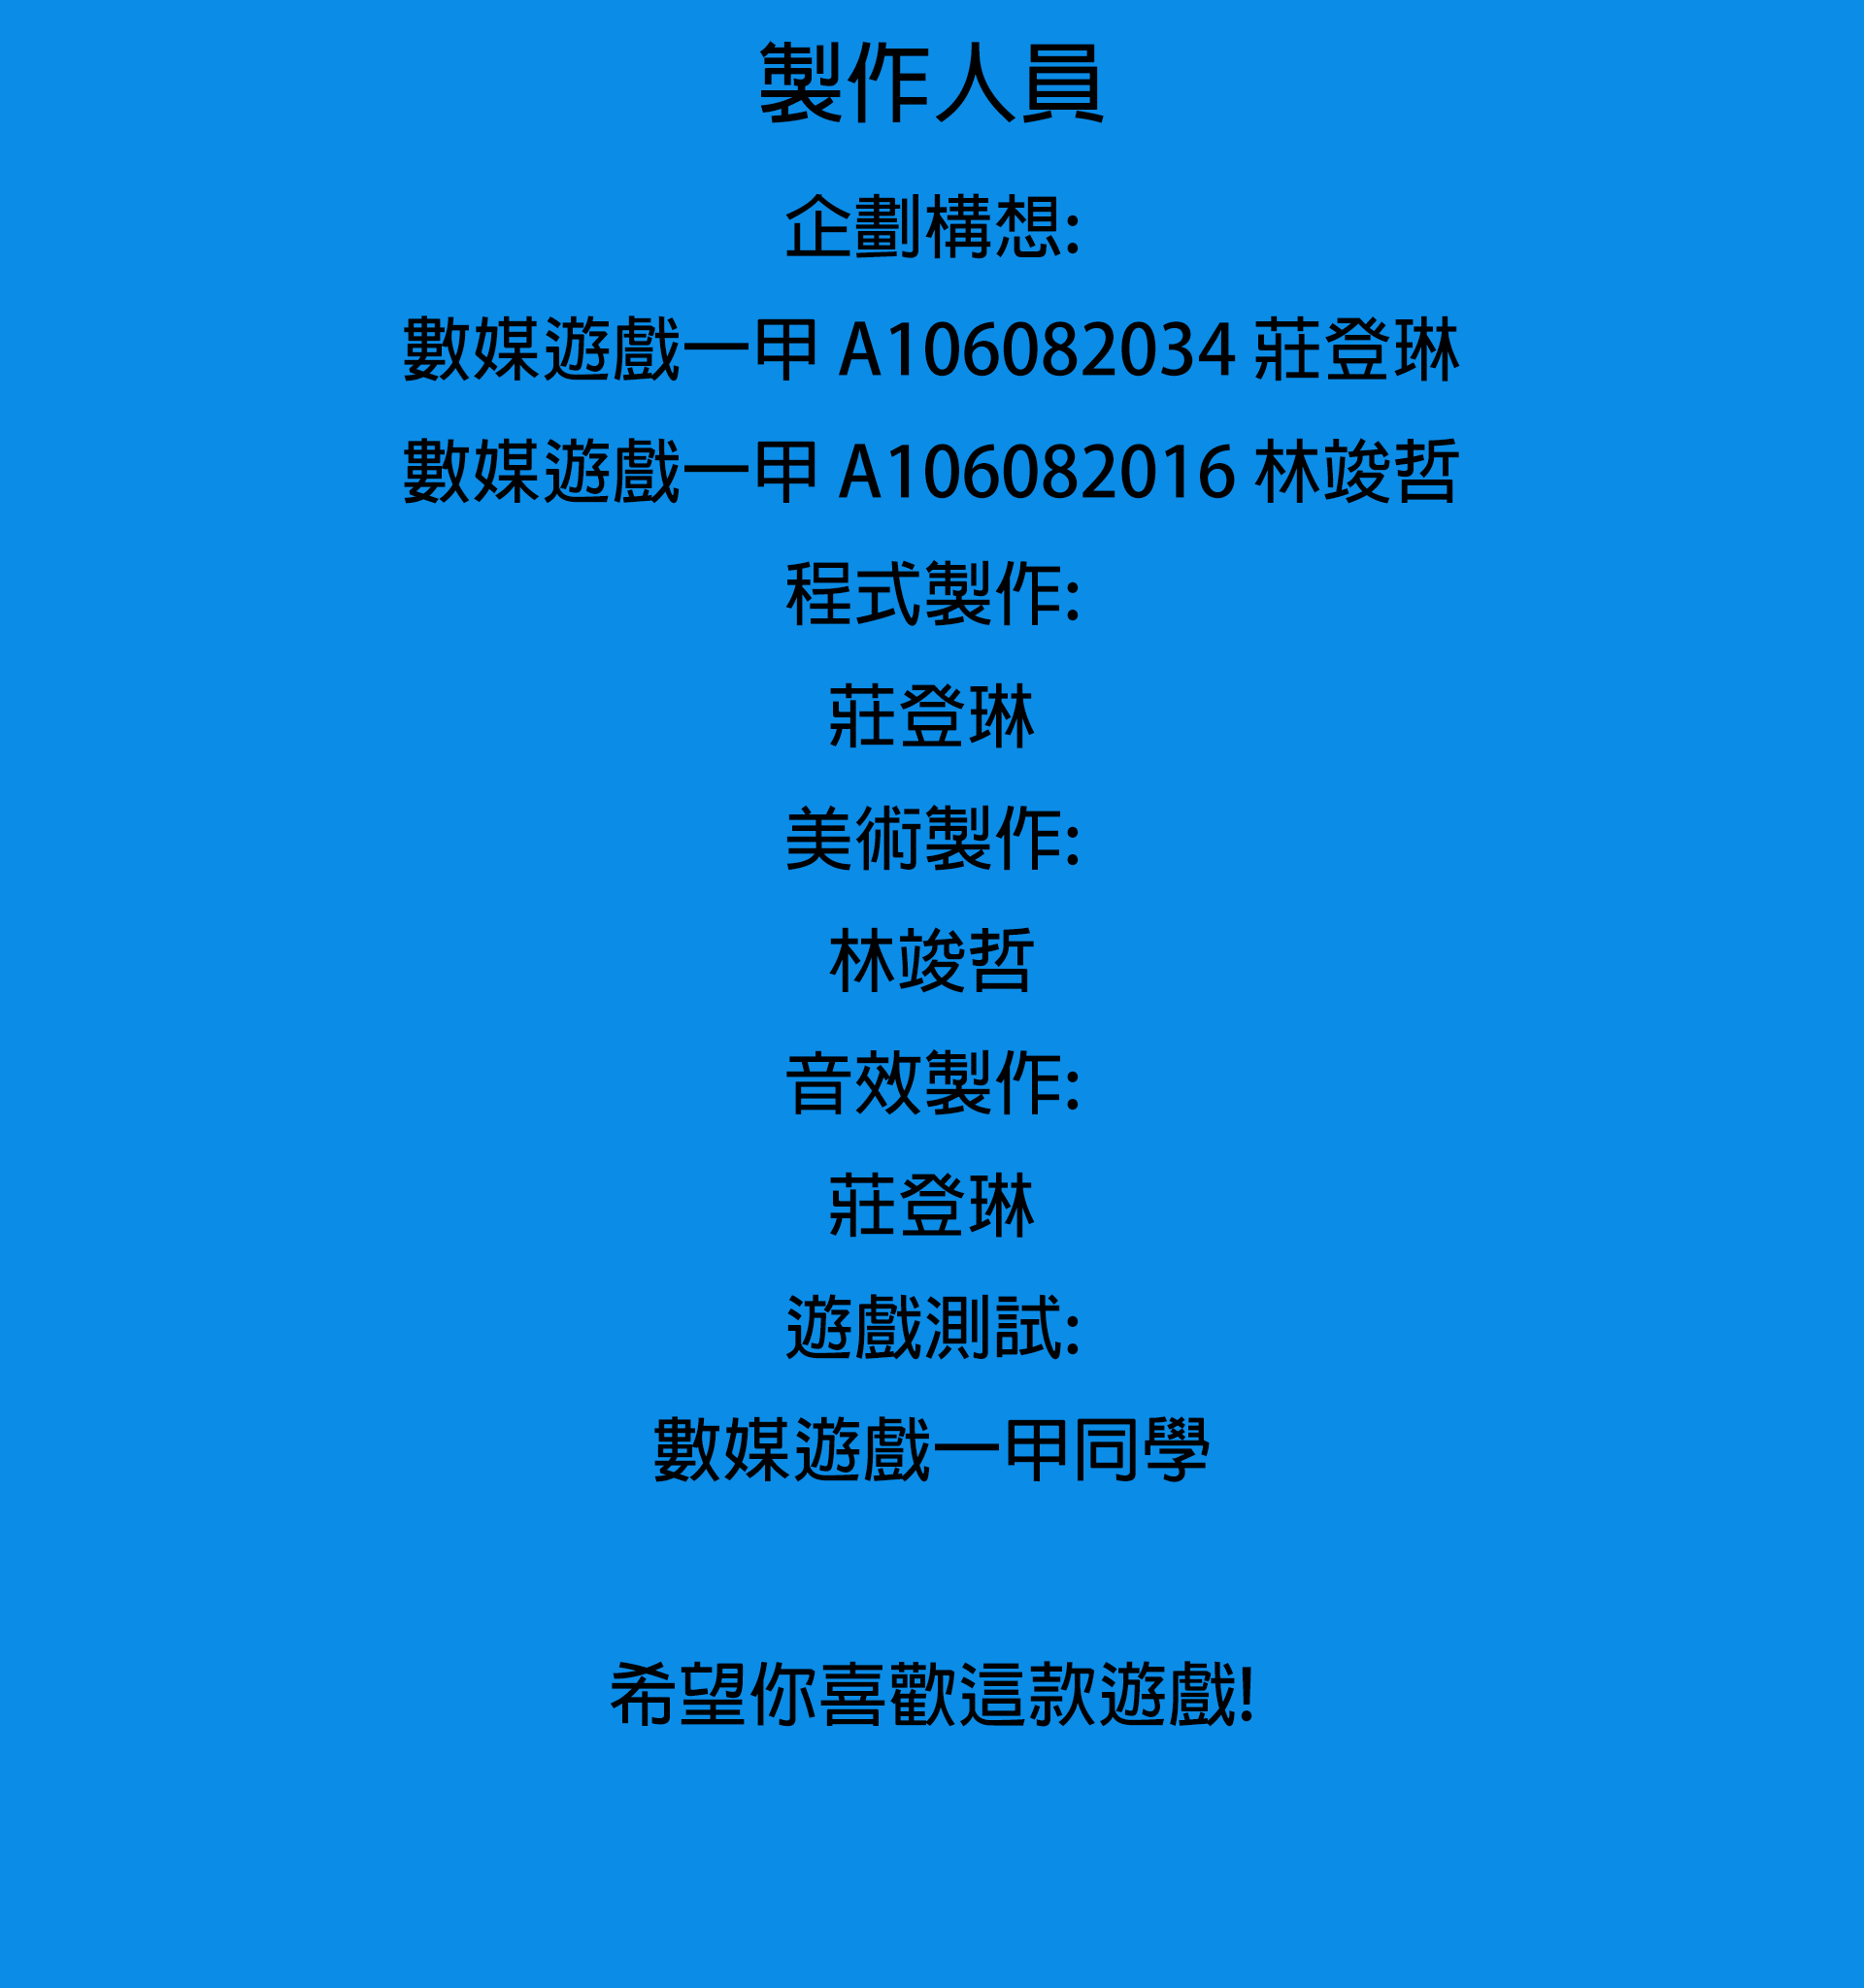 製作人員
企劃構想:
數媒遊戲一甲 A106082034 莊登琳
數媒遊戲一甲 A106082016 林竣哲
程式製作:
莊登琳
美術製作:
林竣哲
音效製作:
莊登琳
遊戲測試:
數媒遊戲一甲同學
希望你喜歡這款遊戲!